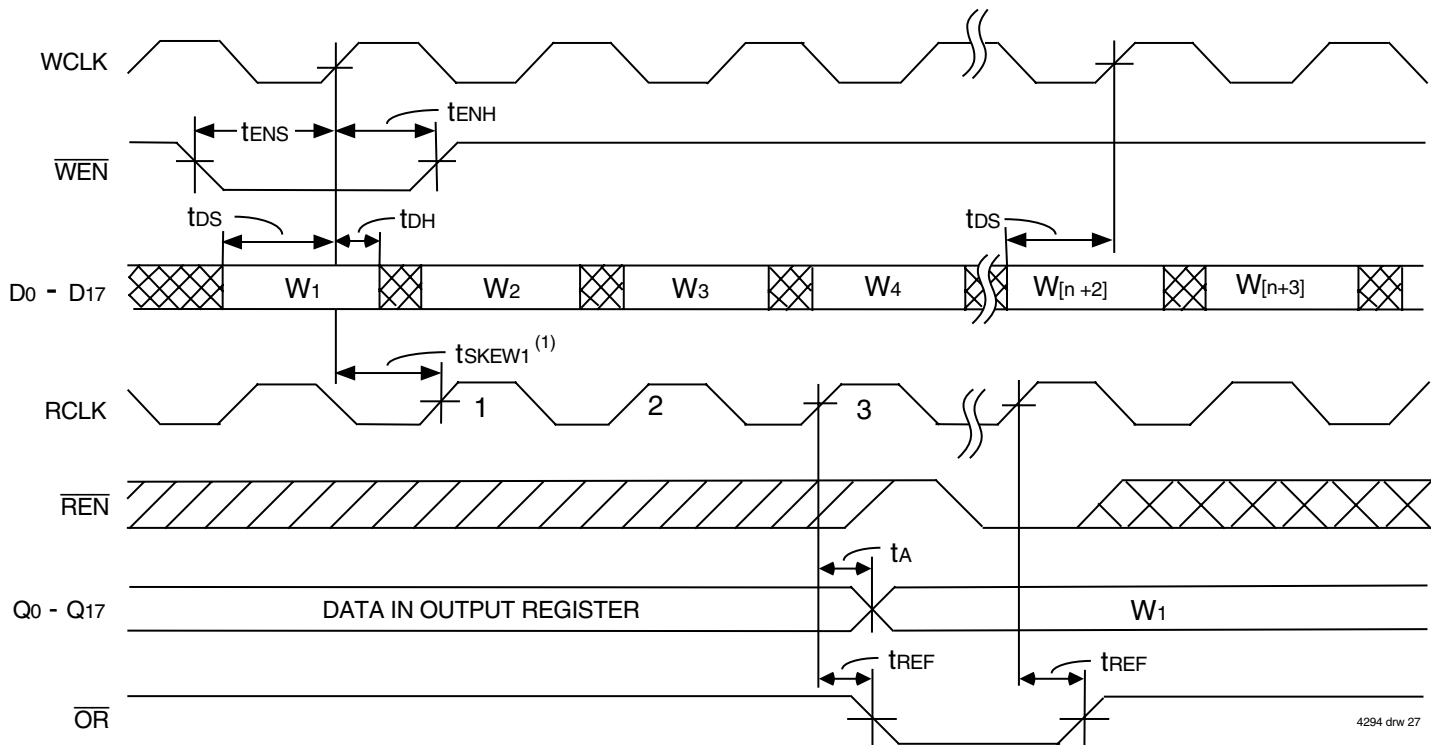 WCLK
tENS
tENH
WEN
tDS
tDH
tDS
D0 - D17
W1
W2
W3
W4
W[n +2]
W[n+3]
tSKEW1 (1)
RCLK
1
2
3
REN
tA
Q0 - Q17
DATA IN OUTPUT REGISTER
W1
tREF
tREF
OR
4294 drw 27